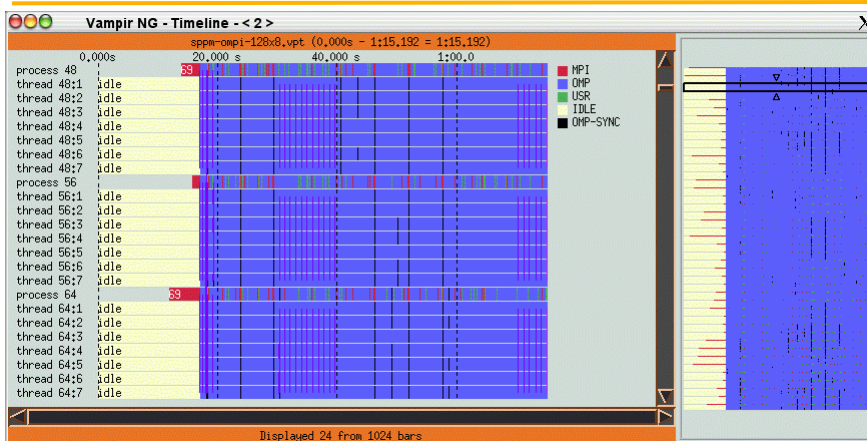 Vampir NG - Timeline - < 2 >
X
sppm-ompi-128x8.vpt (0.000s - 1:15.192 = 1:15.192)
0.000s 20.000 s 40.000 s 1:00.0
process 48 69
thread 48:1 idle
thread 48:2 idle
thread 48:3 idle
thread 48:4 idle
thread 48:5 idle
thread 48:6 idle
thread 48:7 idle
process 56
thread 56:1 idle
thread 56:2 idle
thread 56:3 idle
thread 56:4 idle
thread 56:5 idle
thread 56:6 idle
thread 56:7 idle
process 64 69
thread 64:1 idle
thread 64:2 idle
thread 64:3 idle
thread 64:4 idle
thread 64:5 idle
thread 64:6 idle
thread 64:7 idle
MPI
OMP
USR
IDLE
OMP-SYNC
Displayed 24 from 1024 bars